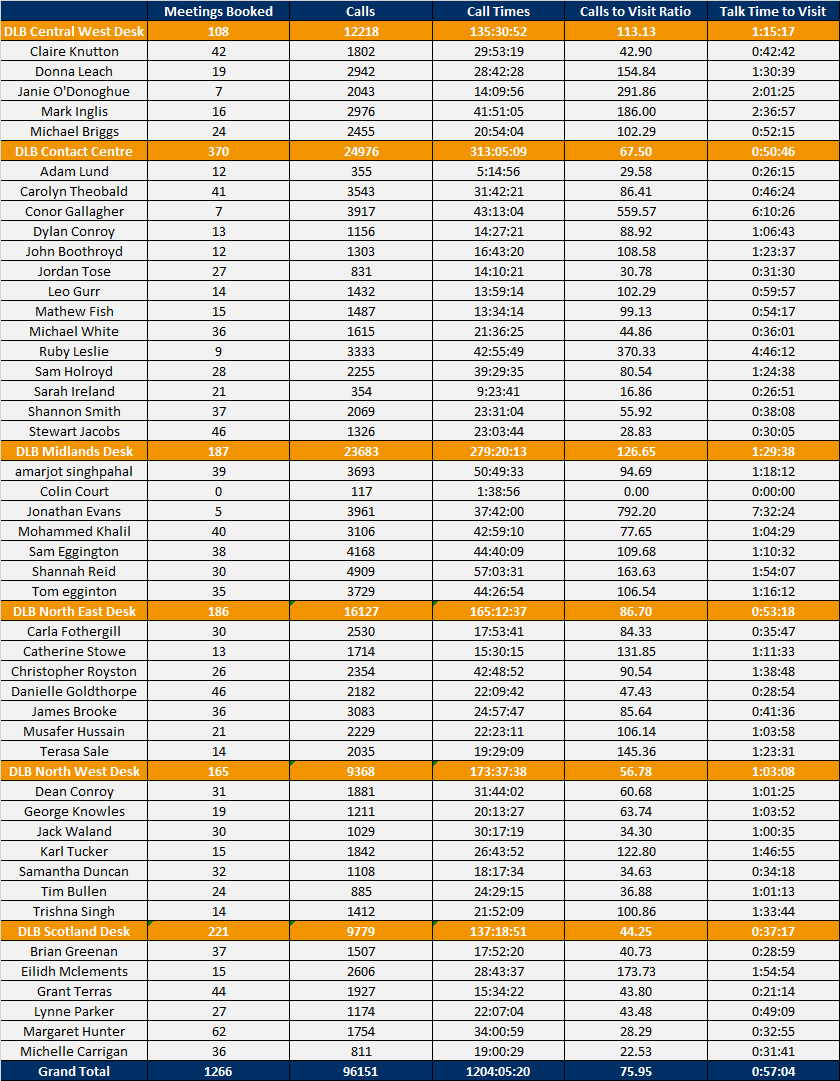 Meetings Booked Calls Call Times Calls to Visit Ratio Talk Time to Visit
DLB Central West Desk 108 12218 135:30:52 113.13 1:15:17
Claire Knutton 42 1802 29:53:19 42.90 0:42:42
Donna Leach 19 2942 28:42:28 154.84 1:30:39
Janie O'Donoghue 7 2043 14:09:56 291.86 2:01:25
Mark Inglis 16 2976 41:51:05 186.00 2:36:57
Michael Briggs 24 2455 20:54:04 102.29 0:52:15
DLB Contact Centre 370 24976 313:05:09 67.50 0:50:46
Adam Lund 12 355 5:14:56 29.58 0:26:15
Carolyn Theobald 41 3543 31:42:21 86.41 0:46:24
Conor Gallagher 7 3917 43:13:04 559.57 6:10:26
Dylan Conroy 13 1156 14:27:21 88.92 1:06:43
John Boothroyd 12 1303 16:43:20 108.58 1:23:37
Jordan Tose 27 831 14:10:21 30.78 0:31:30
Leo Gurr 14 1432 13:59:14 102.29 0:59:57
Mathew Fish 15 1487 13:34:14 99.13 0:54:17
Michael White 36 1615 21:36:25 44.86 0:36:01
Ruby Leslie 9 3333 42:55:49 370.33 4:46:12
Sam Holroyd 28 2255 39:29:35 80.54 1:24:38
Sarah Ireland 21 354 9:23:41 16.86 0:26:51
Shannon Smith 37 2069 23:31:04 55.92 0:38:08
Stewart Jacobs 46 1326 23:03:44 28.83 0:30:05
DLB Midlands Desk 187 23683 279:20:13 126.65 1:29:38
amarjot singhpahal 39 3693 50:49:33 94.69 1:18:12
Colin Court 0 117 1:38:56 0.00 0:00:00
Jonathan Evans 5 3961 37:42:00 792.20 7:32:24
Mohammed Khalil 40 3106 42:59:10 77.65 1:04:29
Sam Eggington 38 4168 44:40:09 109.68 1:10:32
Shannah Reid 30 4909 57:03:31 163.63 1:54:07
Tom egginton 35 3729 44:26:54 106.54 1:16:12
DLB North East Desk 186 16127 165:12:37 86.70 0:53:18
Carla Fothergill 30 2530 17:53:41 84.33 0:35:47
Catherine Stowe 13 1714 15:30:15 131.85 1:11:33
Christopher Royston 26 2354 42:48:52 90.54 1:38:48
Danielle Goldthorpe 46 2182 22:09:42 47.43 0:28:54
James Brooke 36 3083 24:57:47 85.64 0:41:36
Musafer Hussain 21 2229 22:23:11 106.14 1:03:58
Terasa Sale 14 2035 19:29:09 145.36 1:23:31
DLB North West Desk 165 9368 173:37:38 56.78 1:03:08
Dean Conroy 31 1881 31:44:02 60.68 1:01:25
George Knowles 19 1211 20:13:27 63.74 1:03:52
Jack Waland 30 1029 30:17:19 34.30 1:00:35
Karl Tucker 15 1842 26:43:52 122.80 1:46:55
Samantha Duncan 32 1108 18:17:34 34.63 0:34:18
Tim Bullen 24 885 24:29:15 36.88 1:01:13
Trishna Singh 14 1412 21:52:09 100.86 1:33:44
DLB Scotland Desk 221 9779 137:18:51 44.25 0:37:17
Brian Greenan 37 1507 17:52:20 40.73 0:28:59
Eilidh Mclements 15 2606 28:43:37 173.73 1:54:54
Grant Terras 44 1927 15:34:22 43.80 0:21:14
Lynne Parker 27 1174 22:07:04 43.48 0:49:09
Margaret Hunter 62 1754 34:00:59 28.29 0:32:55
Michelle Carrigan 36 811 19:00:29 22.53 0:31:41
Grand Total 1266 96151 1204:05:20 75.95 0:57:04